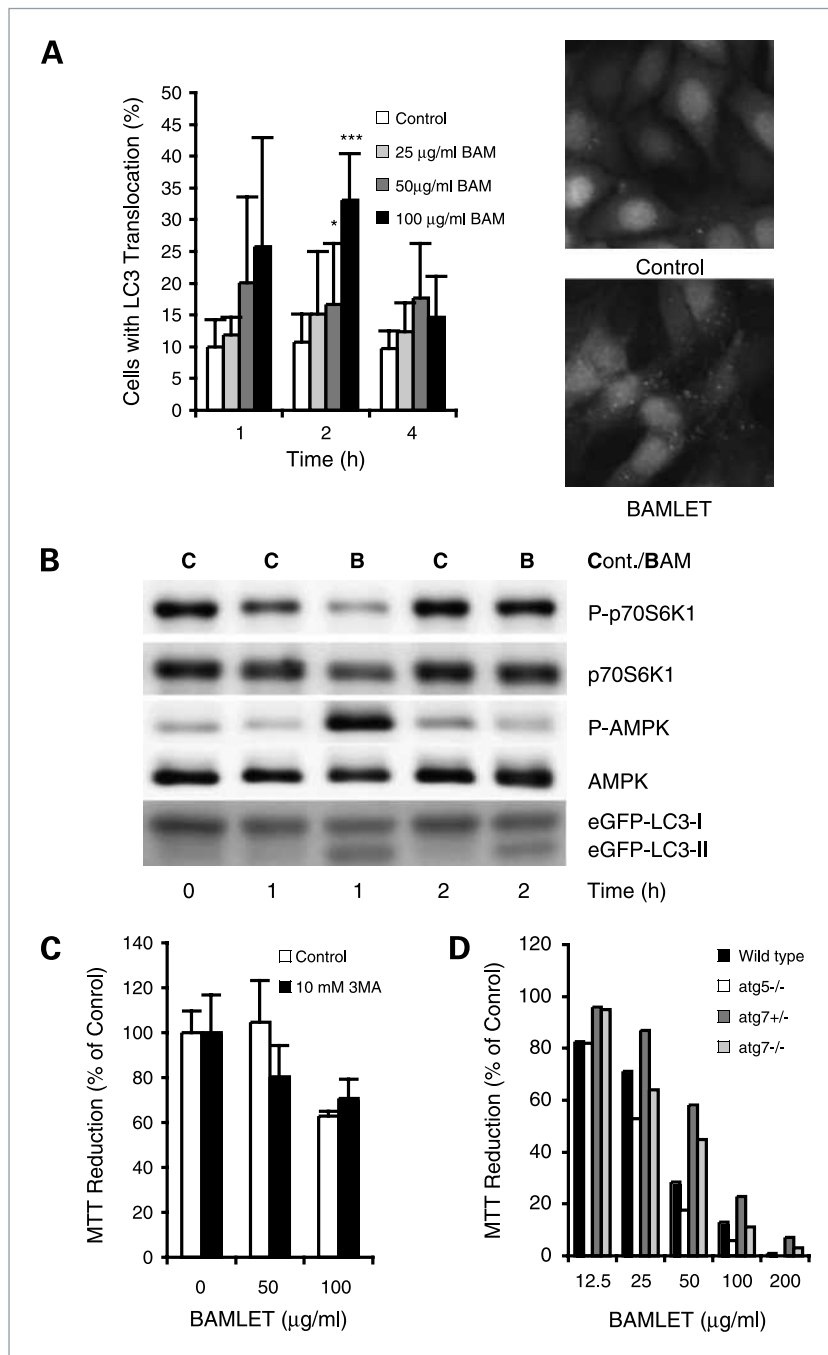 A
Cells with LC3 Translocation (%)
50
45
40
35
30
25
20
15
10
5
0
*
***
Control
25 µg/ml BAM
50µg/ml BAM
100 µg/ml BAM
1 2 4
Time (h)
Control
BAMLET
B
C C B C B Cont./BAM
P-p70S6K1
p70S6K1
P-AMPK
AMPK
eGFP-LC3-I
eGFP-LC3-II
0 1 1 2 2 Time (h)
C
MTT Reduction (% of Control)
140
120
100
80
60
40
20
0
Control
10 mM 3MA
0 50 100
BAMLET (µg/ml)
D
MTT Reduction (% of Conrol)
120
100
80
60
40
20
0
Wild type
atg5-/-
atg7+/-
atg7-/-
12.5 25 50 100 200
BAMLET (µg/ml)